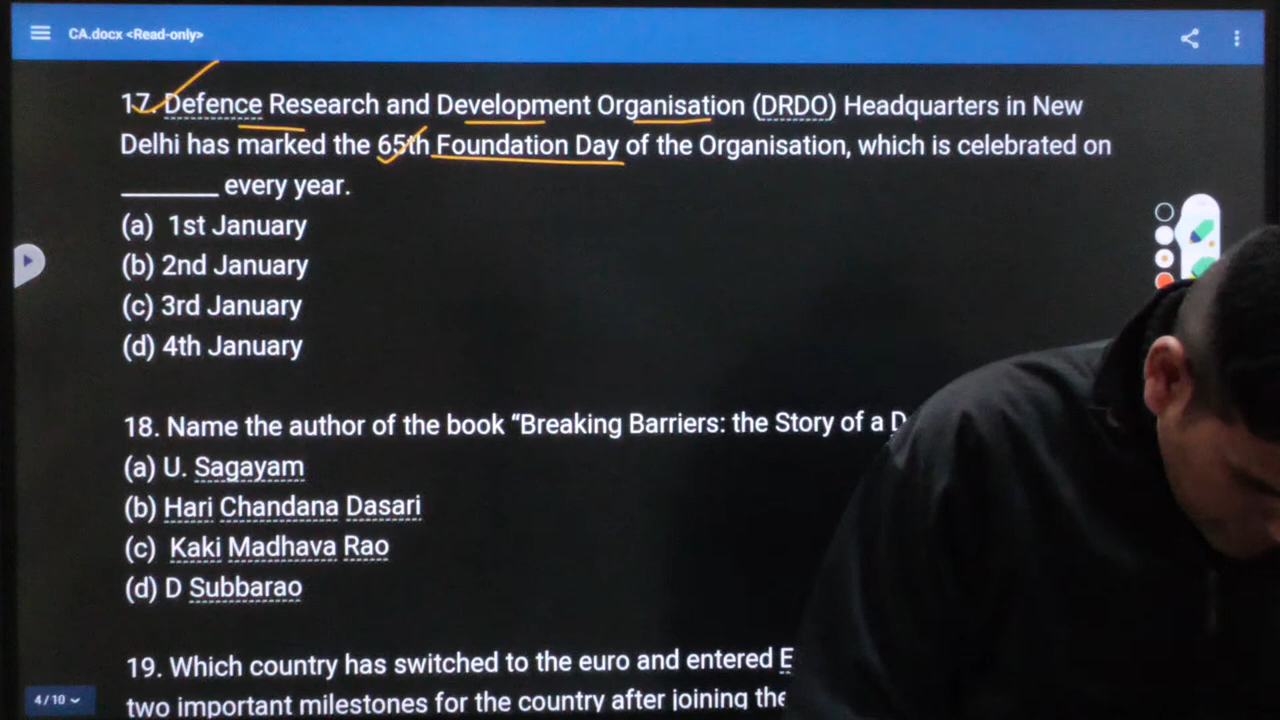 CA.docx <Read-only>
17. Defence Research and Development Organisation (DRDO) Headquarters in New
Delhi has marked the 65th Foundation Day of the Organisation, which is celebrated on
________ every year.
(a) 1st January
(b) 2nd January
(c) 3rd January
(d) 4th January
18. Name the author of the book “Breaking Barriers: the Story of a D
(a) U. Sagayam
(b) Hari Chandana Dasari
(c) Kaki Madhava Rao
(d) D Subbarao
19. Which country has switched to the euro and entered E
two important milestones for the country after joining the
4/10